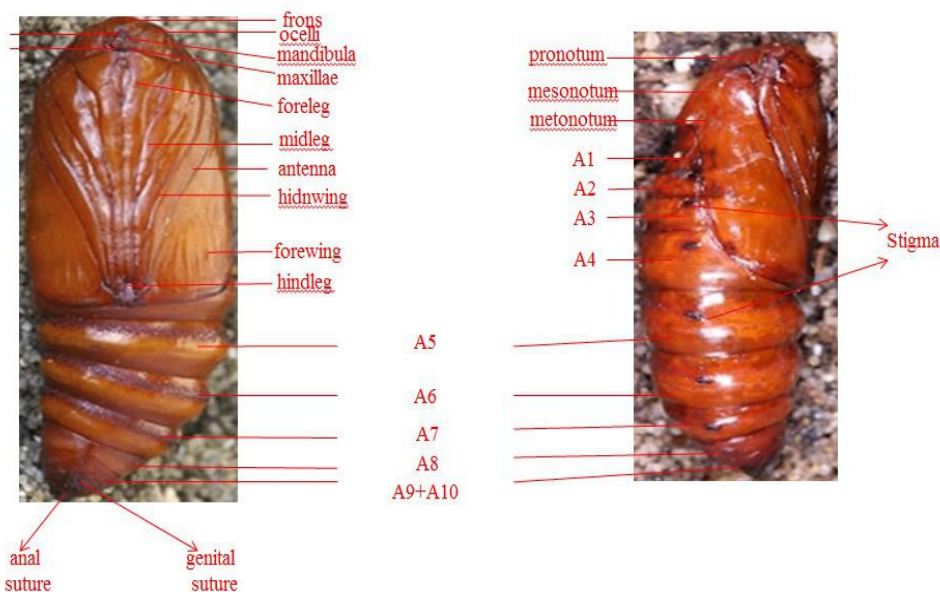 frons
ocelli
mandibula
maxillae
foreleg
midleg
antenna
hidnwing
forewing
hindleg
pronotum
mesonotum
metonotum
A1
A2
A3
A4
Stigma
A5
A6
A7
A8
A9+A10
anal
suture
genital
suture